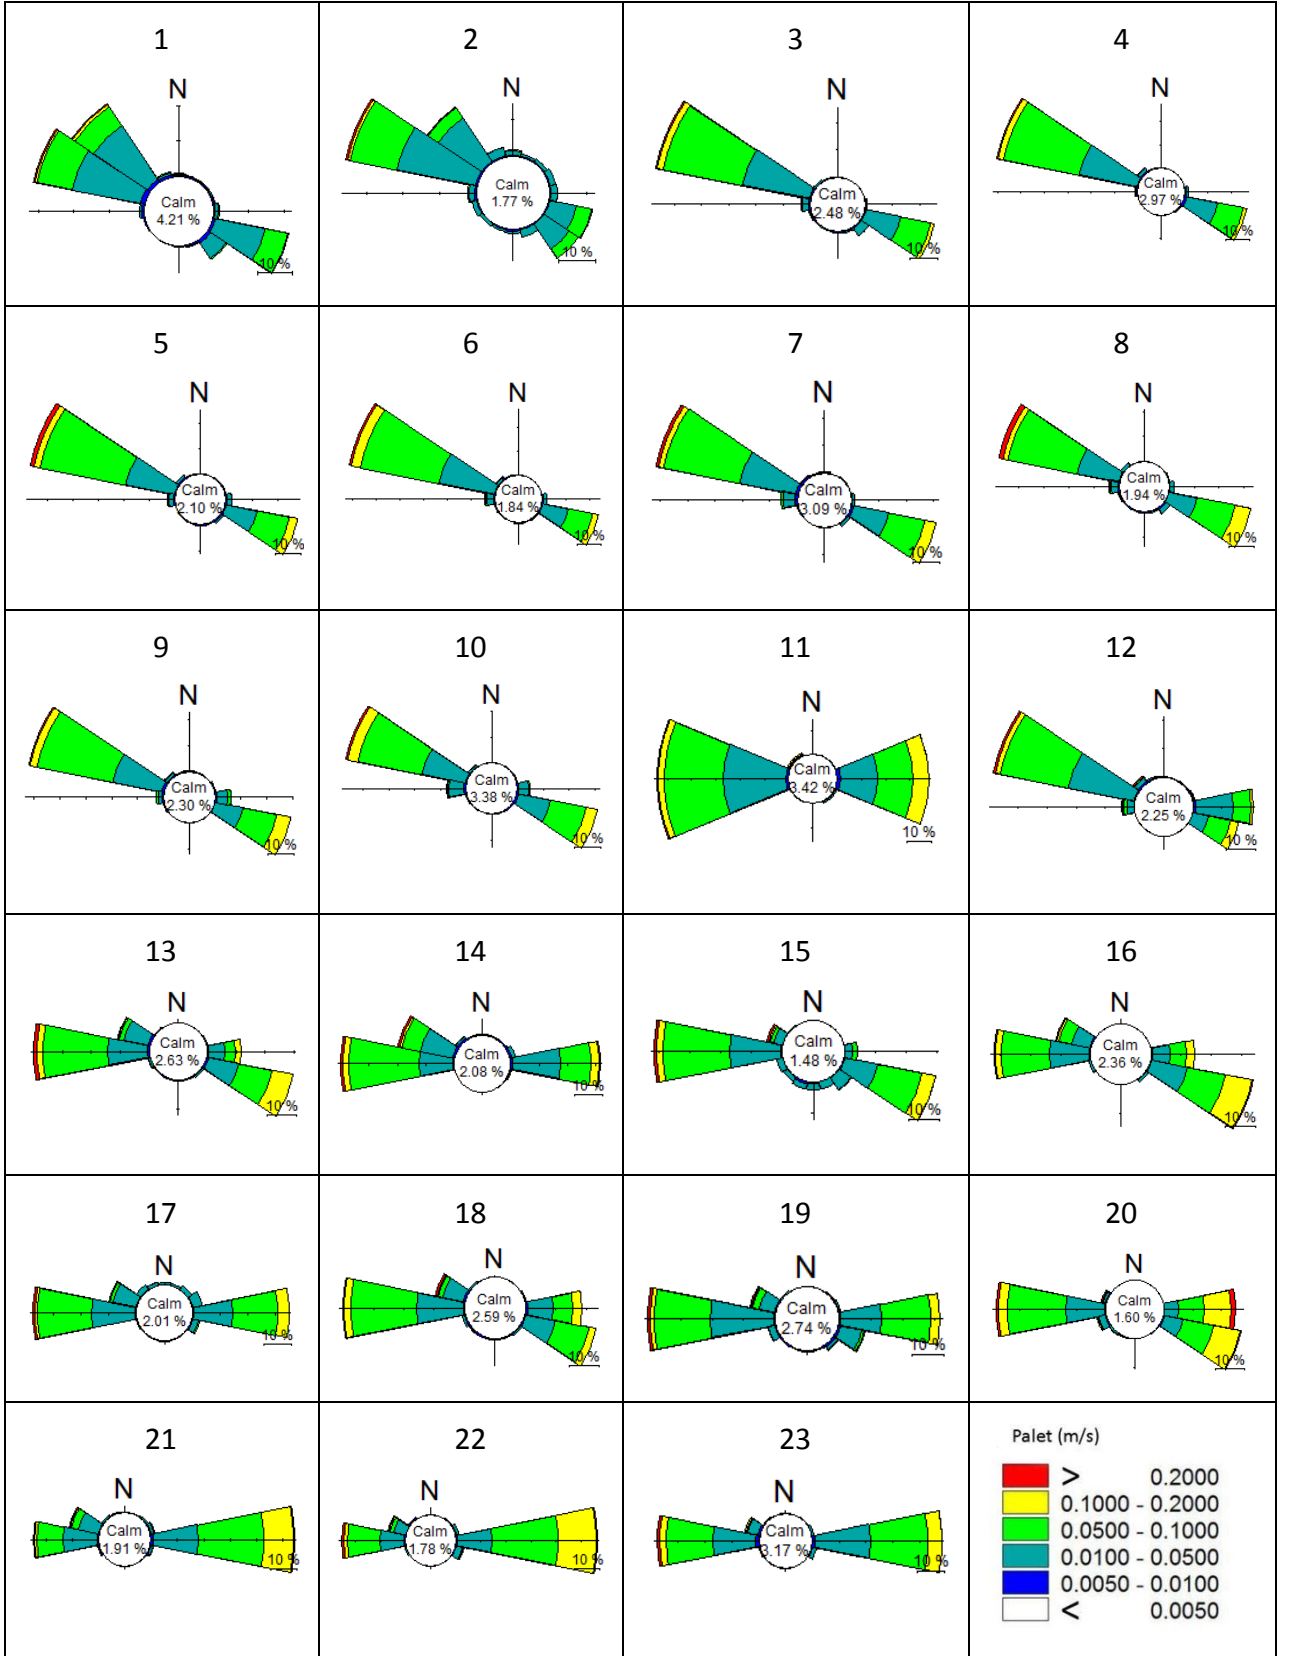 1
N
Calm
4.21 %
10 %
2
N
Calm
1.77 %
10 %
3
N
Calm
2.48 %
10 %
4
N
Calm
2.97 %
10 %
5
N
Calm
2.10 %
10 %
6
N
Calm
1.84 %
10 %
7
N
Calm
3.09 %
10 %
8
N
Calm
1.94 %
10 %
9
N
Calm
2.30 %
10 %
10
N
Calm
3.38 %
10 %
11
N
Calm
3.42 %
10 %
12
N
Calm
2.25 %
10 %
13
N
Calm
2.63 %
10 %
14
N
Calm
2.08 %
10 %
15
N
Calm
1.48 %
10 %
16
N
Calm
2.36 %
10 %
17
N
Calm
2.01 %
10 %
18
N
Calm
2.59 %
10 %
19
N
Calm
2.74 %
10 %
20
N
Calm
1.60 %
10 %
21
N
Calm
1.91 %
10 %
22
N
Calm
1.78 %
10 %
23
N
Calm
3.17 %
10 %
Palet (m/s)
> 0.2000
0.1000 - 0.2000
0.0500 - 0.1000
0.0100 - 0.0500
0.0050 - 0.0100
< 0.0050